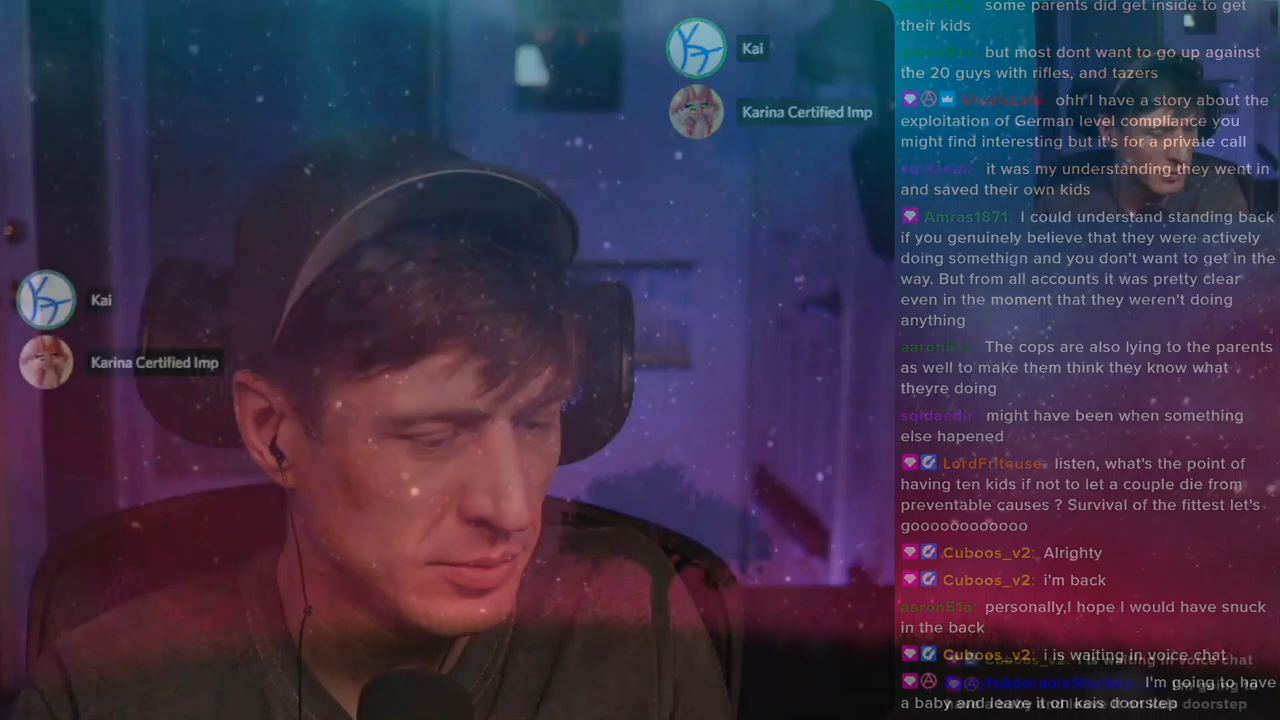 Kai
Karina Certified Imp
Kai
Karina Certified Imp
some parents did get inside to get
their kids
but most dont want to go up against
the 20 guys with rifles, and tazers
ohh I have a story about the
exploitation of German level compliance you
might find interesting but it's for a private call
it was my understanding they went in
and saved their own kids
Amras1871: I could understand standing back
if you genuinely believe that they were actively
doing somethign and you don't want to get in the
way. But from all accounts it was pretty clear
even in the moment that they weren't doing
anything
aaron51a: The cops are also lying to the parents
as well to make them think they know what
theyre doing
sqidaedir might have been when something
else hapened
LordFriteuse: listen, what's the point of
having ten kids if not to let a couple die from
preventable causes ? Survival of the fittest let's
gooooooooooo
Cuboos_v2: Alrighty
Cuboos_v2: i'm back
aaron51a: personally,I hope I would have snuck
in the back
Cuboos_v2: i is waiting in voice chat
I'm going to have
a baby and leave it on kais doorstep